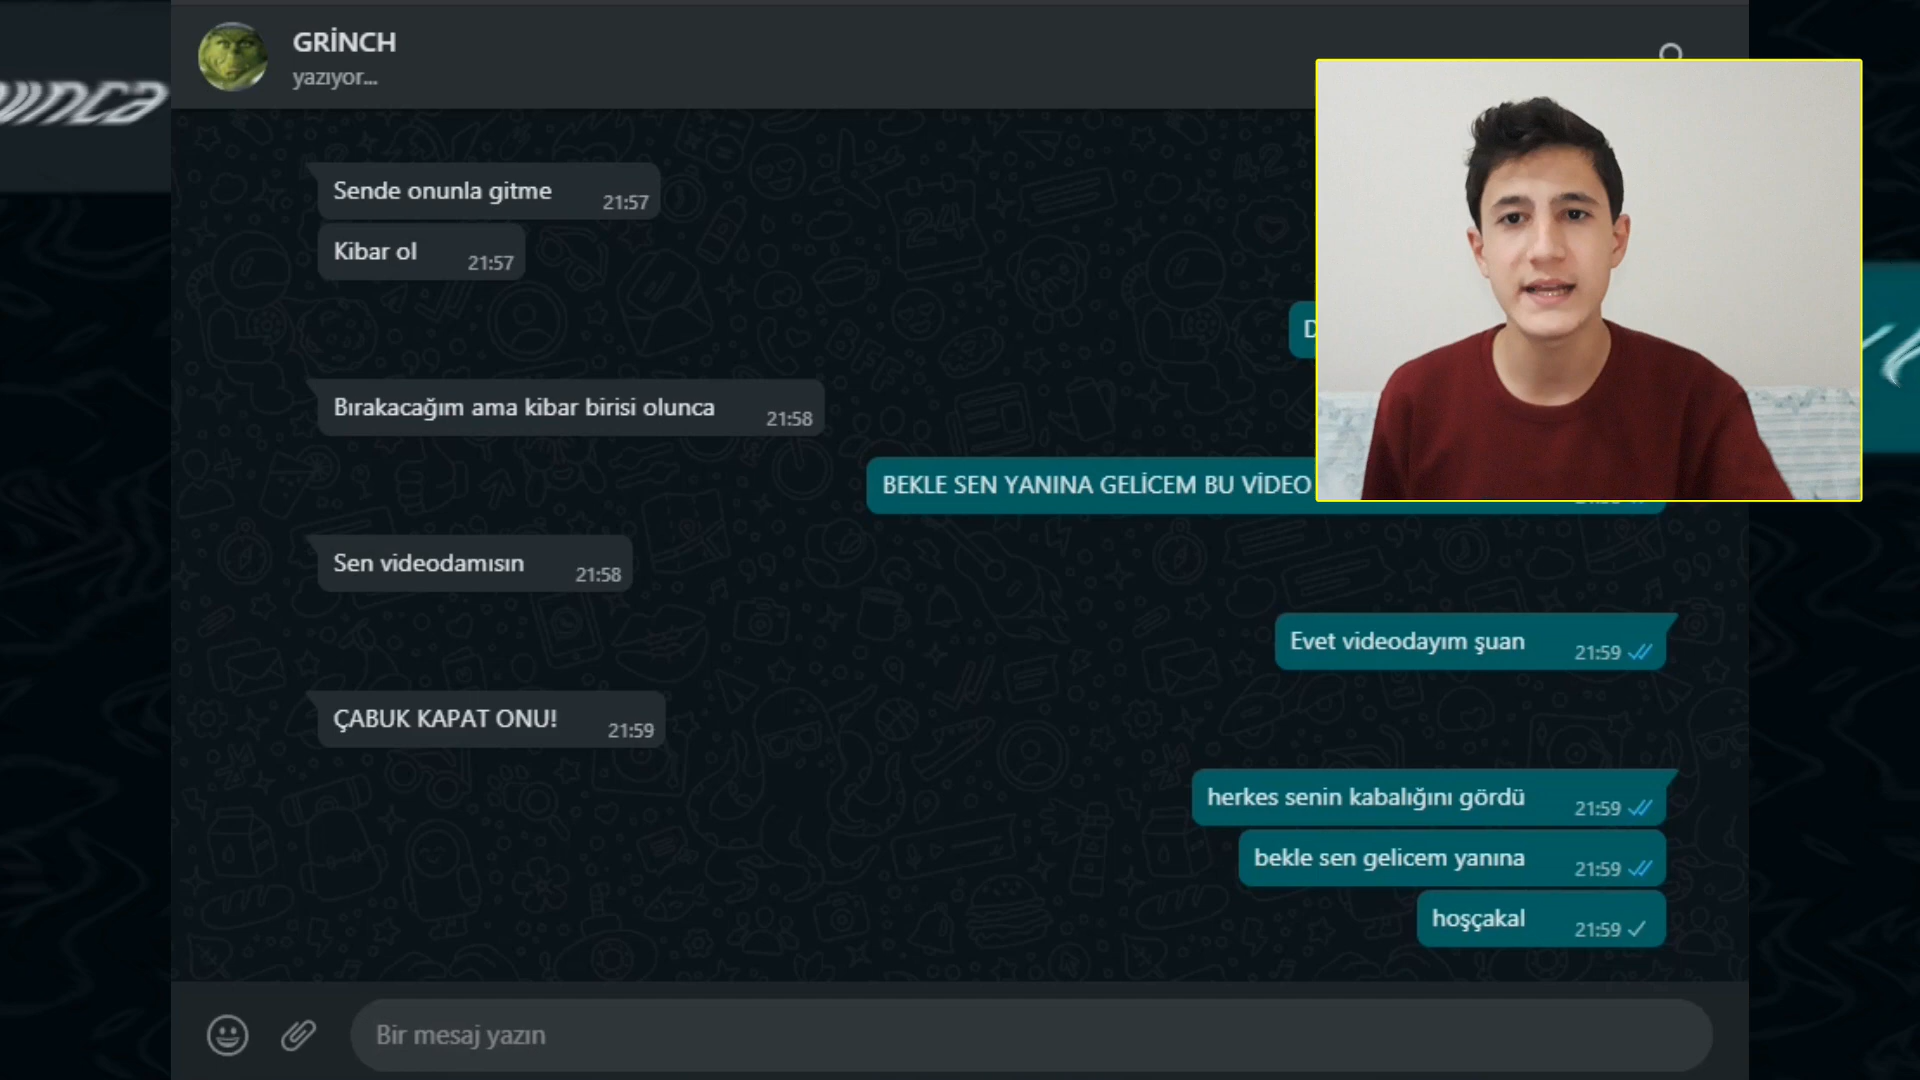 GRİNCH
yazıyor...
Sende onunla gitme 21:57
Kibar ol 21:57
Bırakacağım ama kibar birisi olunca 21:58
BEKLE SEN YANINA GELİCEM BU VİDEO
Sen videodamısın 21:58
Evet videodayım şuan 21:59
ÇABUK KAPAT ONU! 21:59
herkes senin kabalığını gördü 21:59
bekle sen gelicem yanına 21:59
hoşçakal 21:59
Bir mesaj yazın